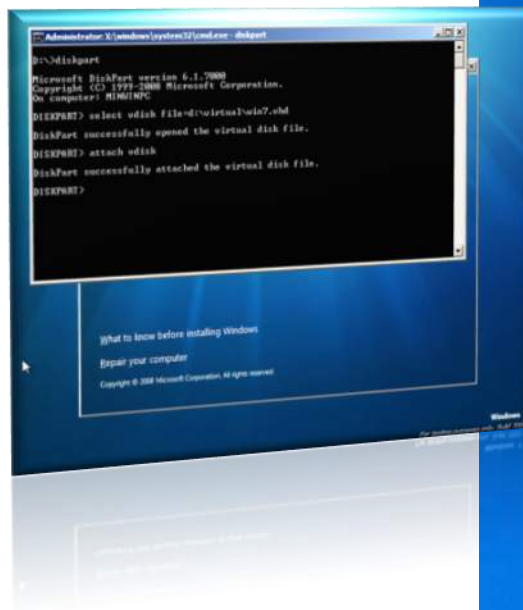 Administrator: X:\windows\system32\cmd.exe - diskpart
D:\>diskpart
Microsoft DiskPart version 6.1.7000
Copyright (C) 1999-2008 Microsoft Corporation.
On computer: MININT-PC
DISKPART> select vdisk file=d:\virtual\win7.vhd
DiskPart successfully opened the virtual disk file.
DISKPART> attach vdisk
DiskPart successfully attached the virtual disk file.
DISKPART>
What to know before installing Windows
Repair your computer
Copyright © 2008 Microsoft Corporation. All rights reserved.
Windows